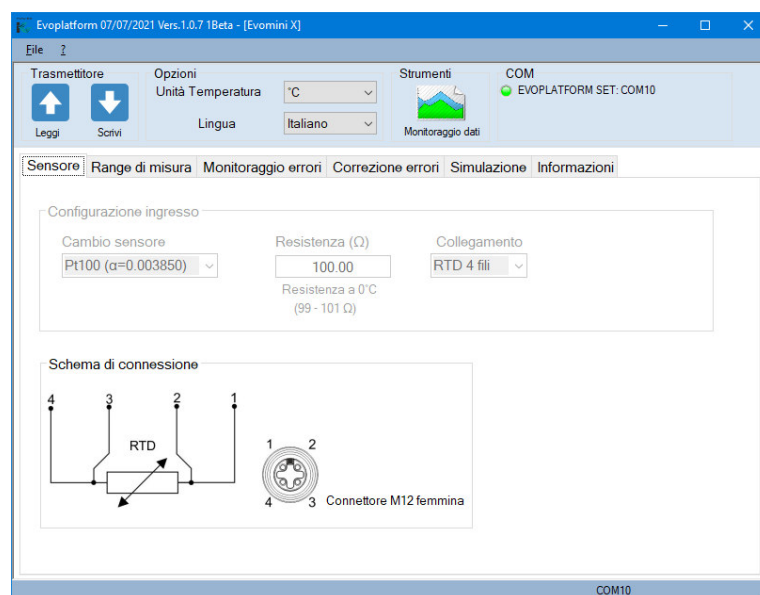 Evoplatform 07/07/2021 Vers.1.0.7 1Beta - [Evomini X]
File ?
Trasmettitore
Leggi Scrivi
Opzioni
Unità Temperatura °C
Lingua Italiano
Strumenti
Monitoraggio dati
COM
EVOPLATFORM SET: COM10
Sensore Range di misura Monitoraggio errori Correzione errori Simulazione Informazioni
Configurazione ingresso
Cambio sensore Resistenza (Ω) Collegamento
Pt100 (α=0.003850) 100.00 RTD 4 fili
Resistenza a 0°C
(99 - 101 Ω)
Schema di connessione
4 3 2 1
RTD
1 2
4 3 Connettore M12 femmina
COM10